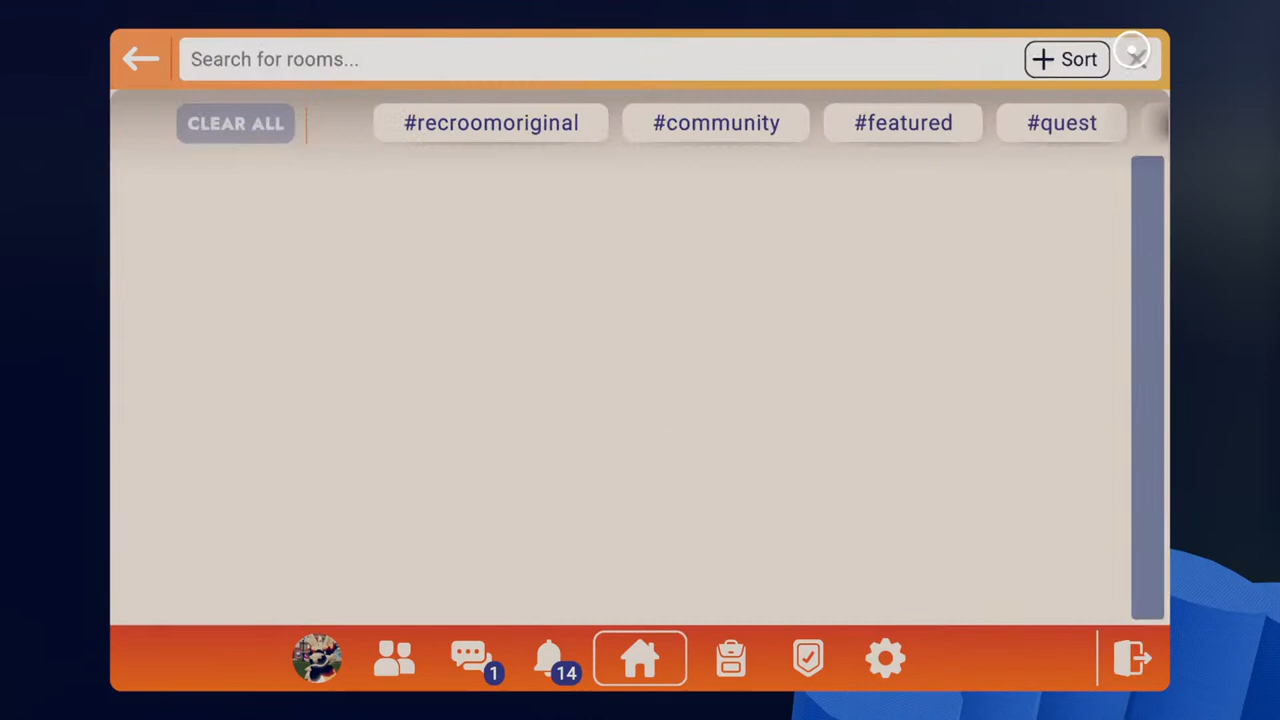 Search for rooms...
Sort
CLEAR ALL
#recroomoriginal
#community
#featured
#quest
1
14